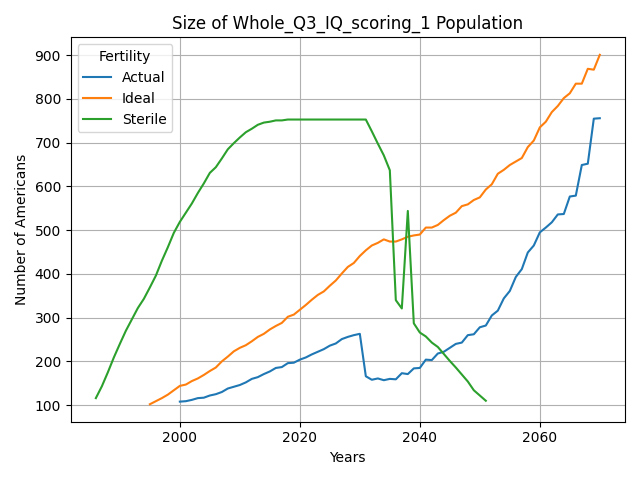 Size of Whole_Q3_IQ_scoring_1 Population
Fertility
Actual
Ideal
Sterile
Number of Americans
900
800
700
600
500
400
300
200
100
2000 2020 2040 2060
Years